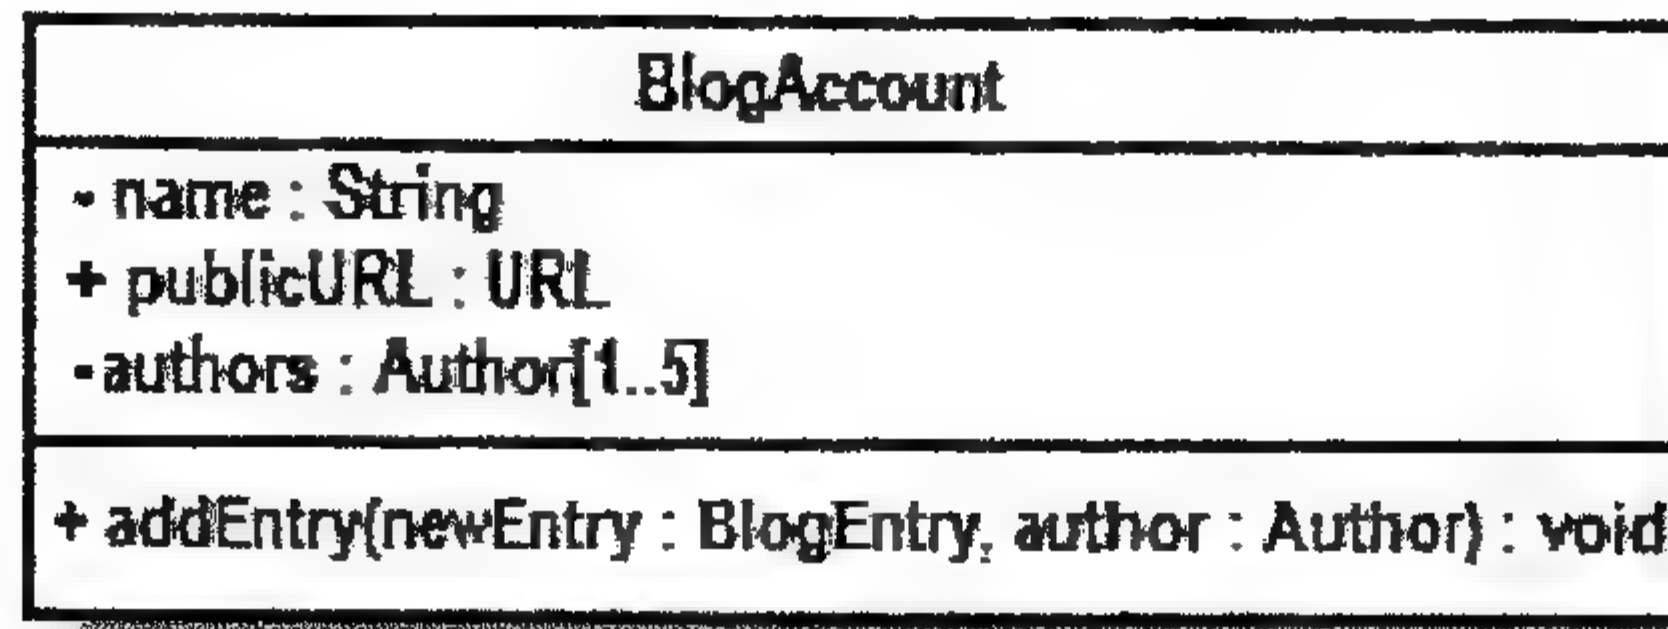 BlogAccount
- name : String
+ publicURL : URL
- authors : Author[1..5]
+ addEntry(newEntry : BlogEntry, author : Author) : void